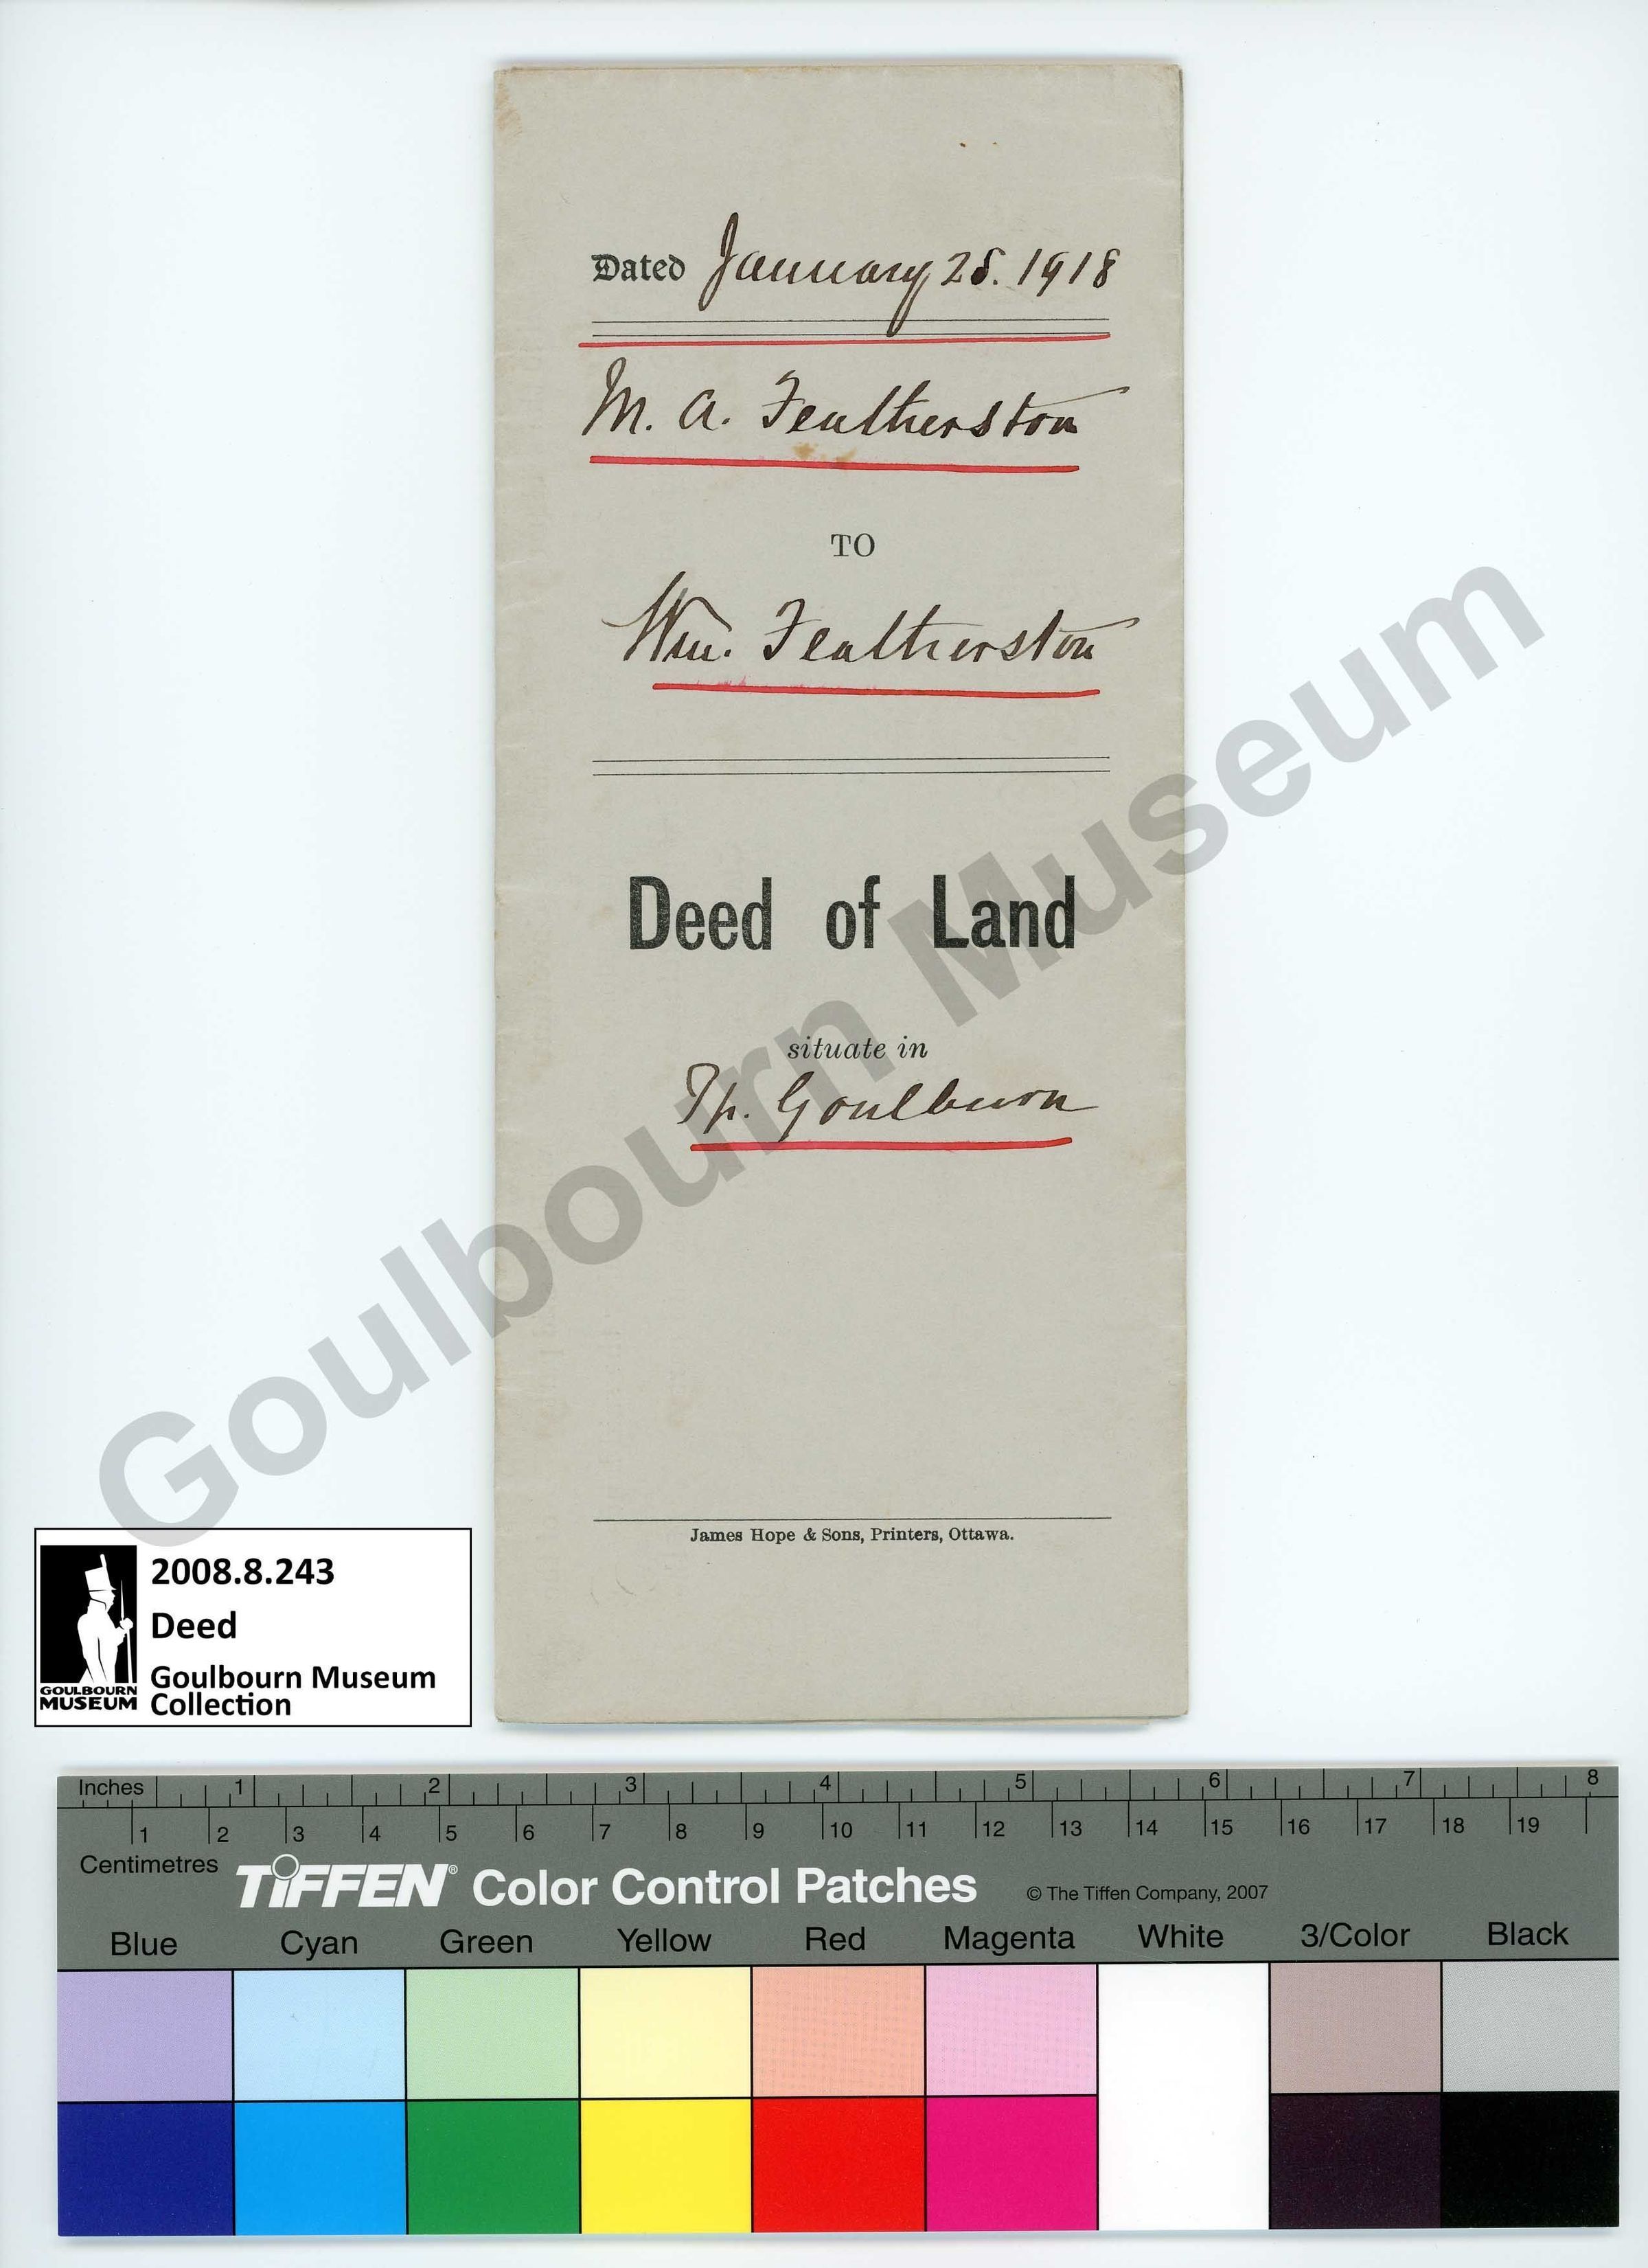 Dated January 25. 1918
M. A. Featherston
TO
Wm. Featherston
Deed of Land
situate in
Tp. Goulburn
James Hope & Sons, Printers, Ottawa.
Goulbourn Museum
2008.8.243
Deed
Goulbourn Museum
Collection
GOULBOURN
MUSEUM
Inches 1 2 3 4 5 6 7 8
1 2 3 4 5 6 7 8 9 10 11 12 13 14 15 16 17 18 19
Centimetres
TIFFEN® Color Control Patches © The Tiffen Company, 2007
Blue Cyan Green Yellow Red Magenta White 3/Color Black